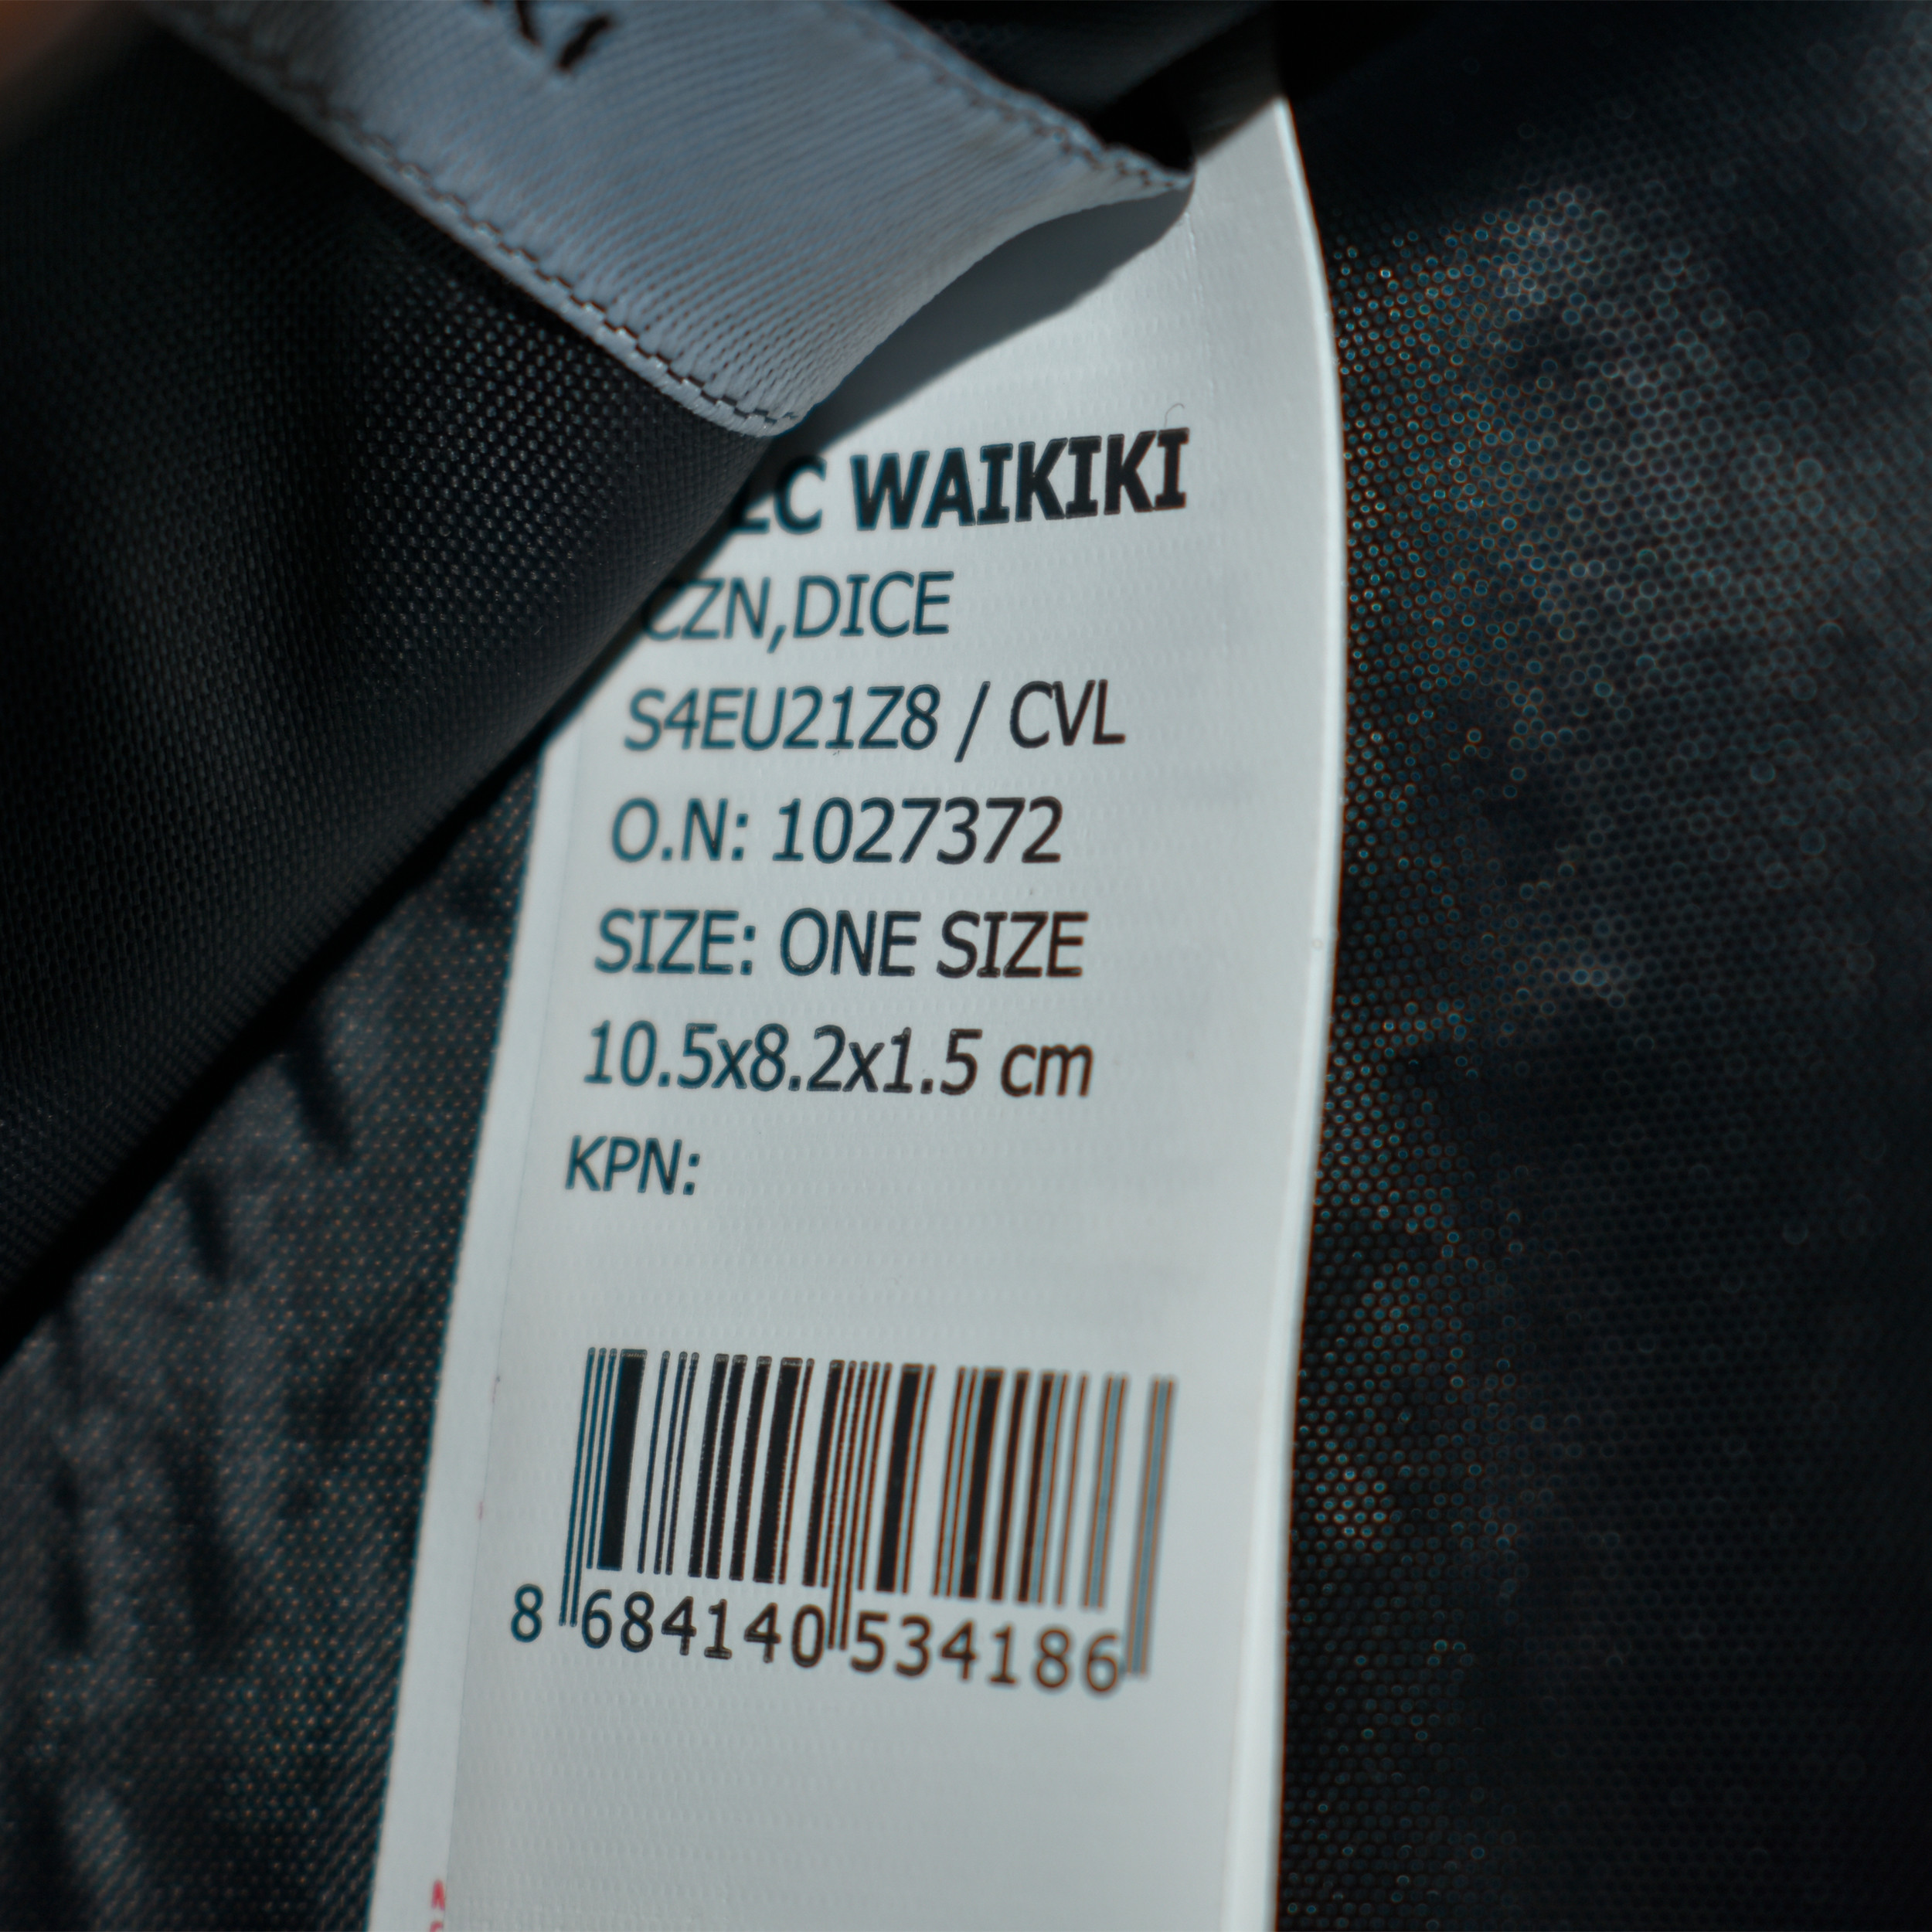 LC WAIKIKI
CZN,DICE
S4EU21Z8 / CVL
O.N: 1027372
SIZE: ONE SIZE
10.5x8.2x1.5 cm
KPN:
8 684140 534186